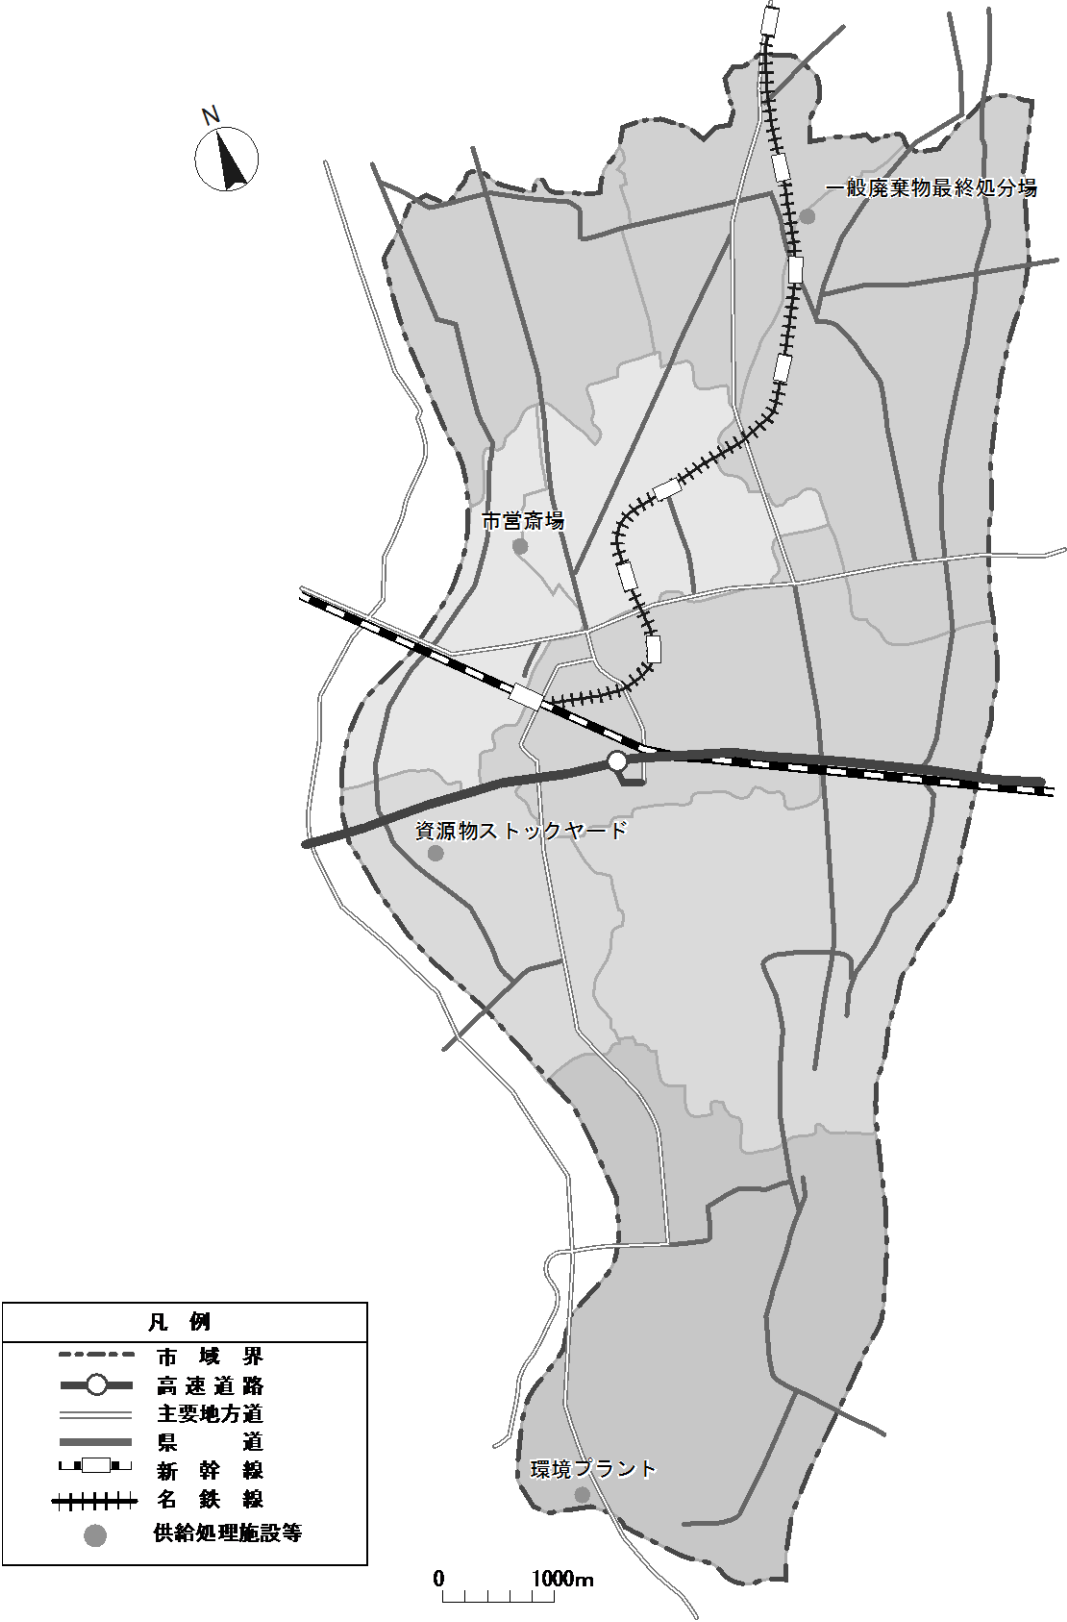 N
一般廃棄物最終処分場
市営斎場
資源物ストックヤード
環境プラント
凡 例
市 域 界
高速道路
主要地方道
県 道
新 幹 線
名 鉄 線
供給処理施設等
0 1000m